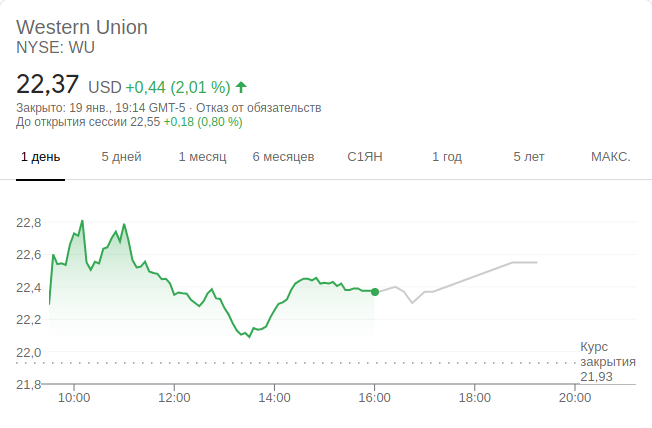 Western Union
NYSE: WU
22,37 USD +0,44 (2,01 %)
Закрыто: 19 янв., 19:14 GMT-5 · Отказ от обязательств
До открытия сессии 22,55 +0,18 (0,80 %)
1 день 5 дней 1 месяц 6 месяцев С1ЯН 1 год 5 лет МАКС.
22,8
22,6
22,4
22,2
22,0
21,8
Курс
закрытия
21,93
10:00 12:00 14:00 16:00 18:00 20:00